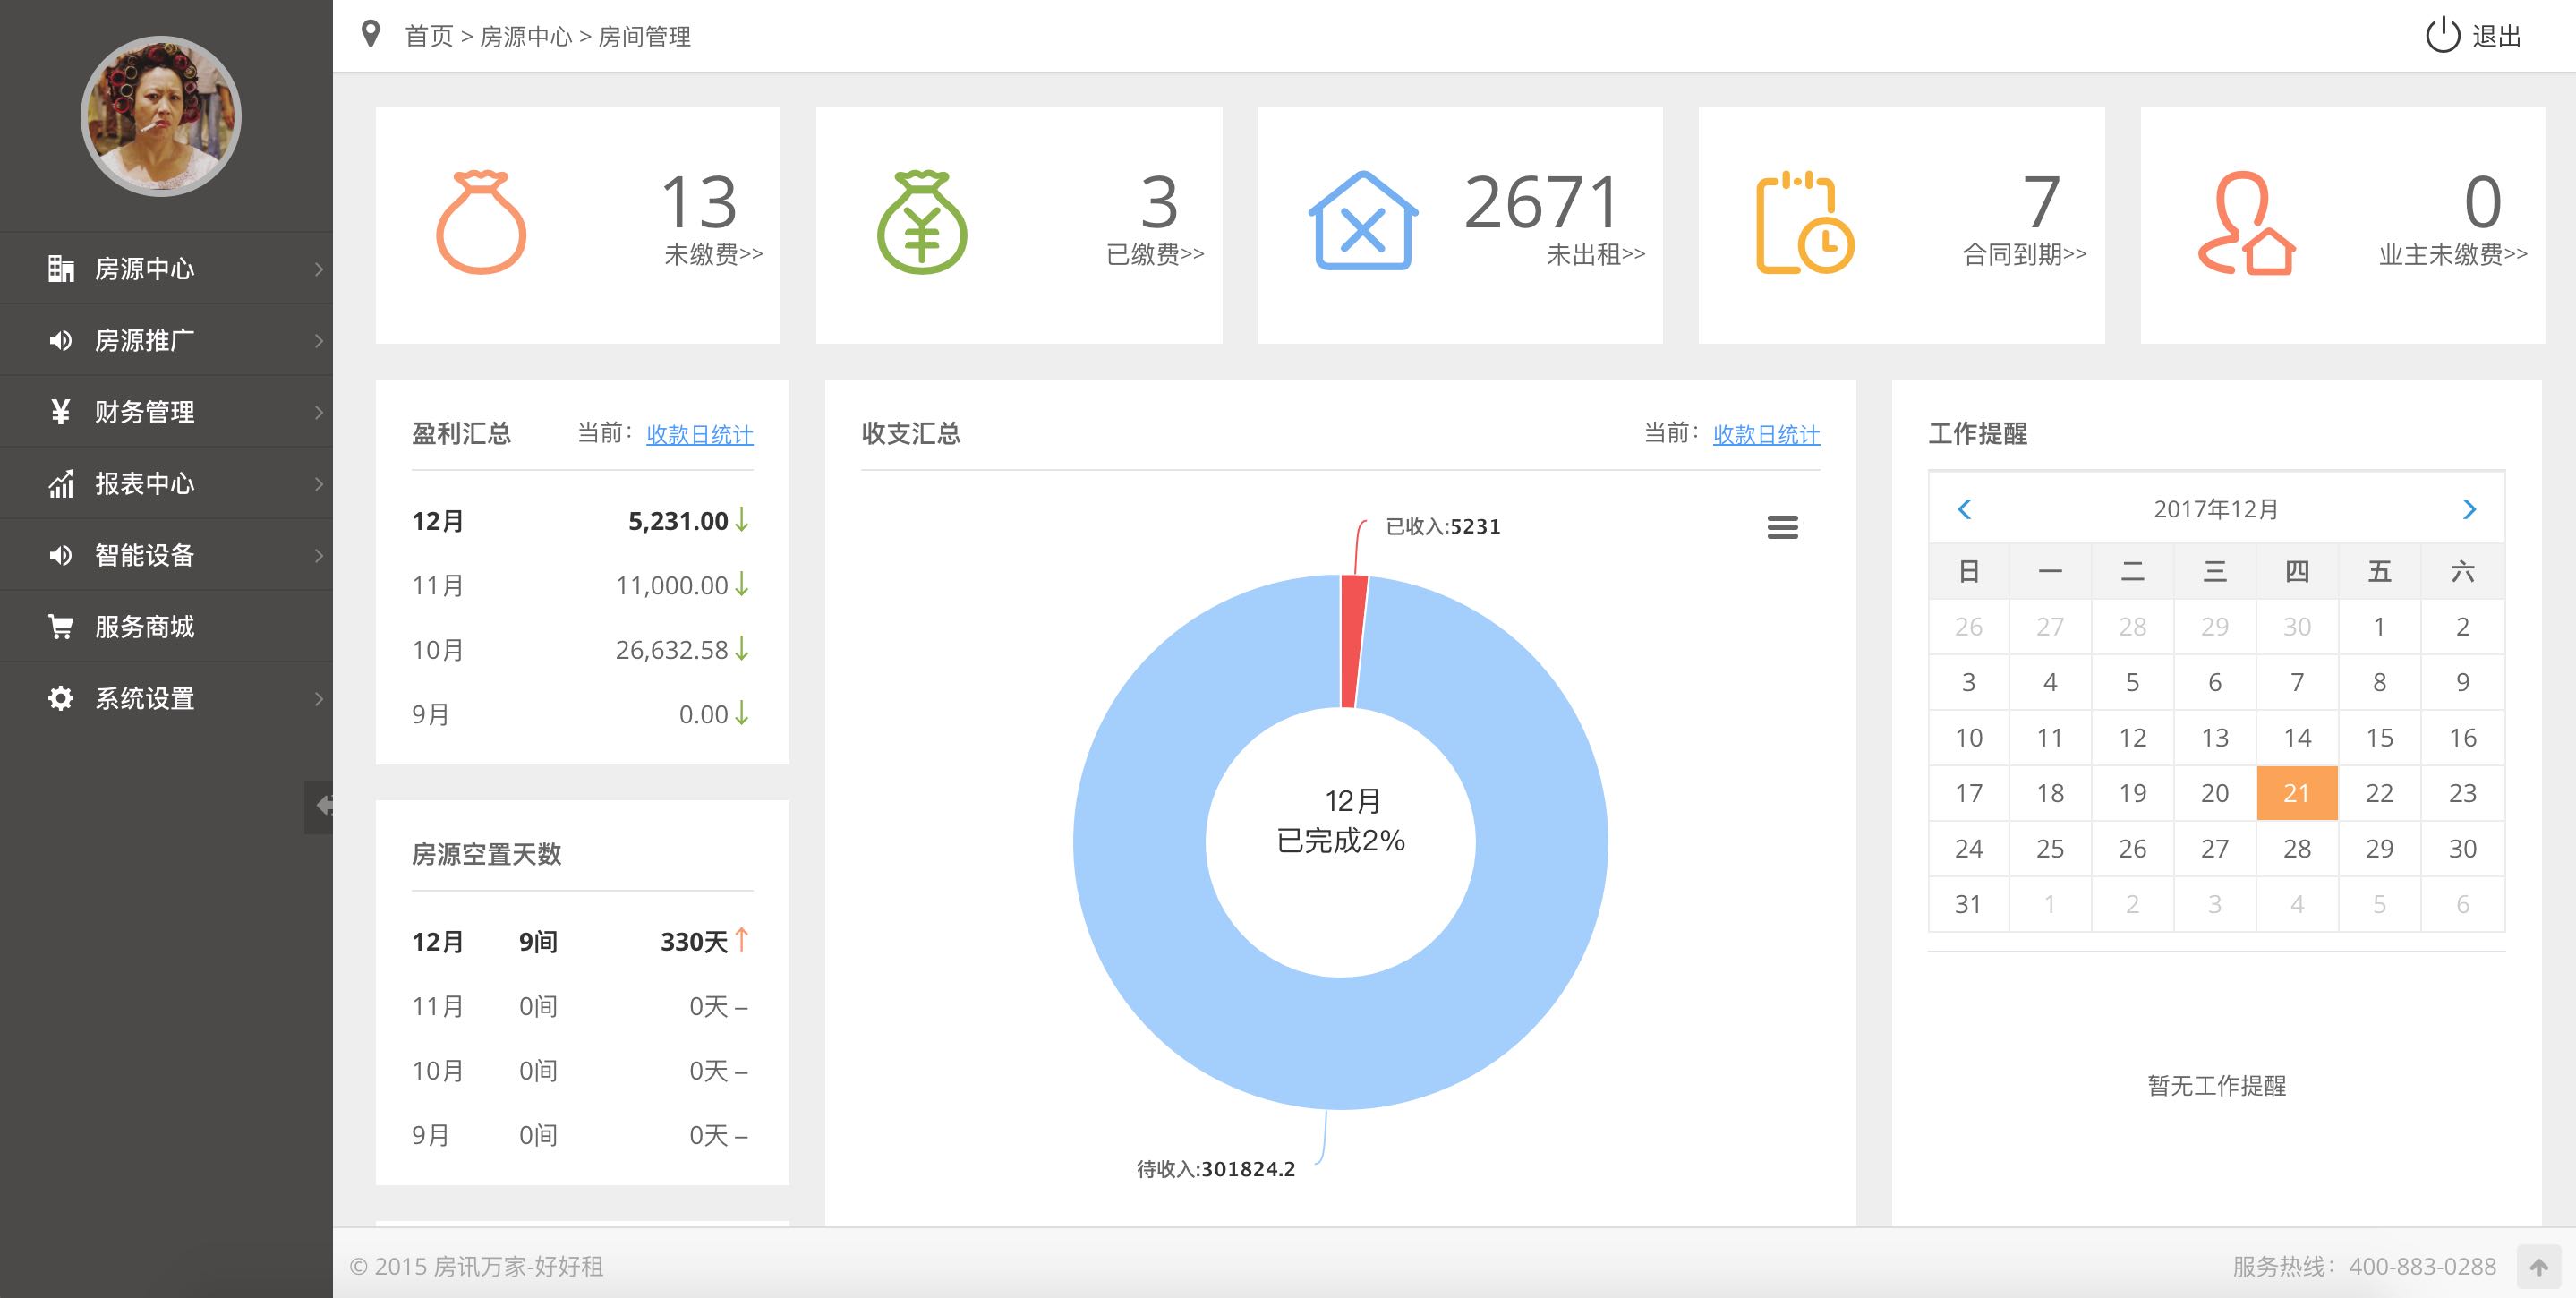 首页 > 房源中心 > 房间管理
退出
房源中心
房源推广
财务管理
报表中心
智能设备
服务商城
系统设置
13
未缴费>>
3
已缴费>>
2671
未出租>>
7
合同到期>>
0
业主未缴费>>
盈利汇总 当前：收款日统计
12月 5,231.00
11月 11,000.00
10月 26,632.58
9月 0.00
房源空置天数
12月 9间 330天
11月 0间 0天 –
10月 0间 0天 –
9月 0间 0天 –
收支汇总 当前：收款日统计
已收入:5231
12月
已完成2%
待收入:301824.2
工作提醒
2017年12月
日 一 二 三 四 五 六
26 27 28 29 30 1 2
3 4 5 6 7 8 9
10 11 12 13 14 15 16
17 18 19 20 21 22 23
24 25 26 27 28 29 30
31 1 2 3 4 5 6
暂无工作提醒
© 2015 房讯万家-好好租
服务热线：400-883-0288